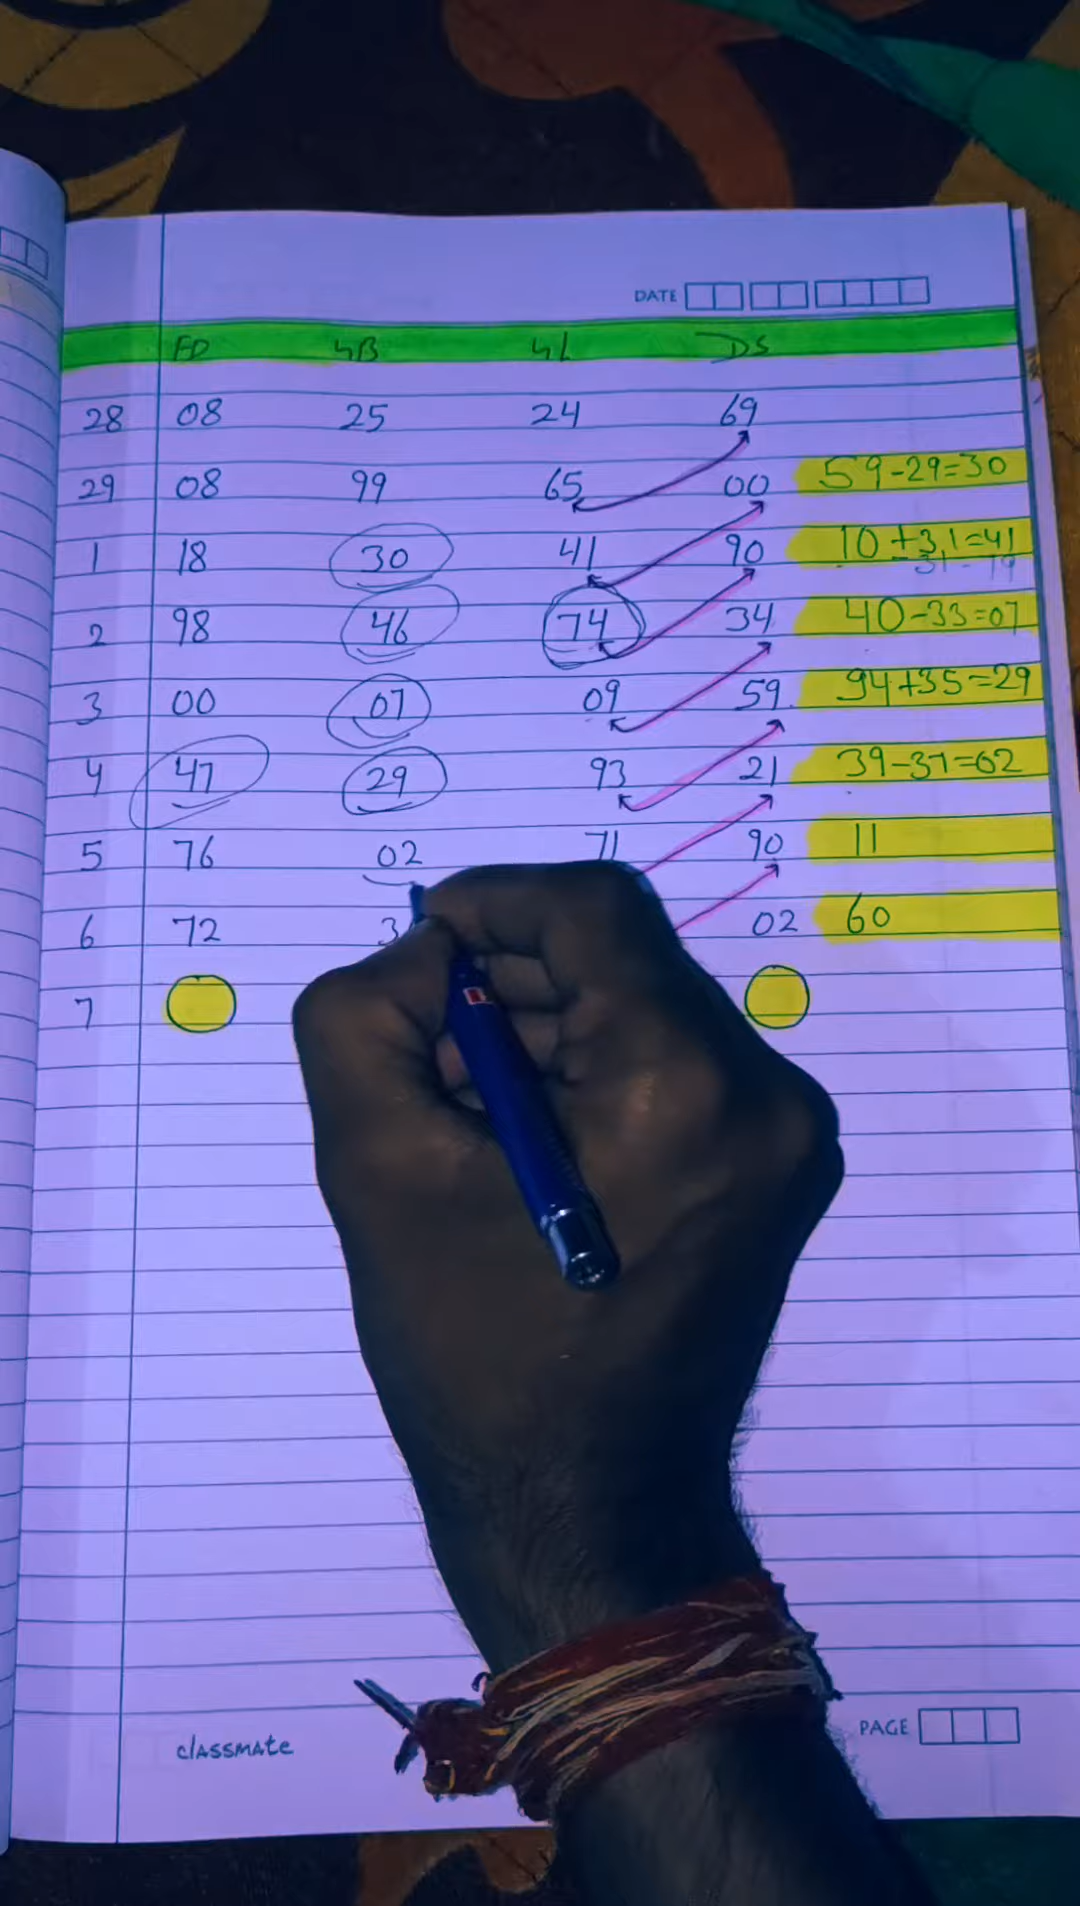 DATE
FD GB GL DS
28 08 25 24 69
29 08 99 65 00 59-29=30
1 18 30 41 90 10+31=41
2 98 46 74 34 40-33=07
3 00 07 09 59 94+35=29
4 47 29 93 21 39-37=02
5 76 02 71 90 11
6 72 02 60
7
classmate PAGE